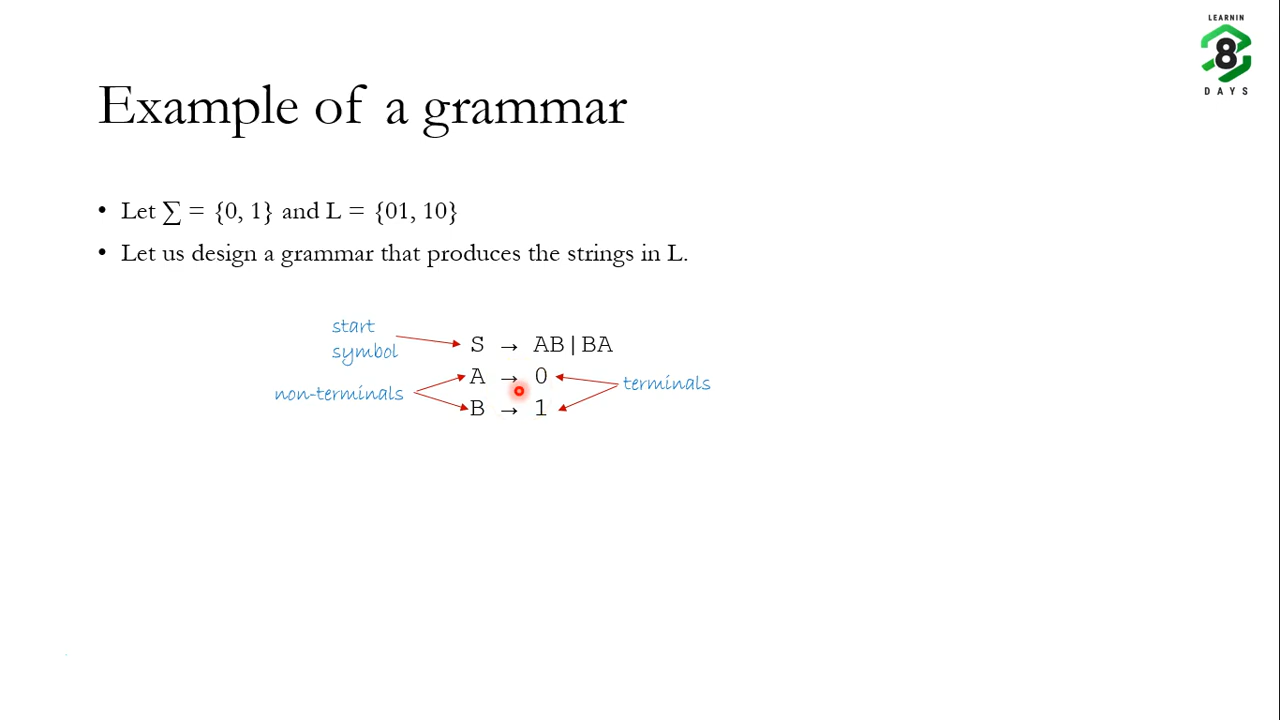 LEARNIN
8
DAYS
Example of a grammar
• Let ∑ = {0, 1} and L = {01, 10}
• Let us design a grammar that produces the strings in L.
start
symbol
S → AB|BA
non-terminals
A → 0
B → 1
terminals